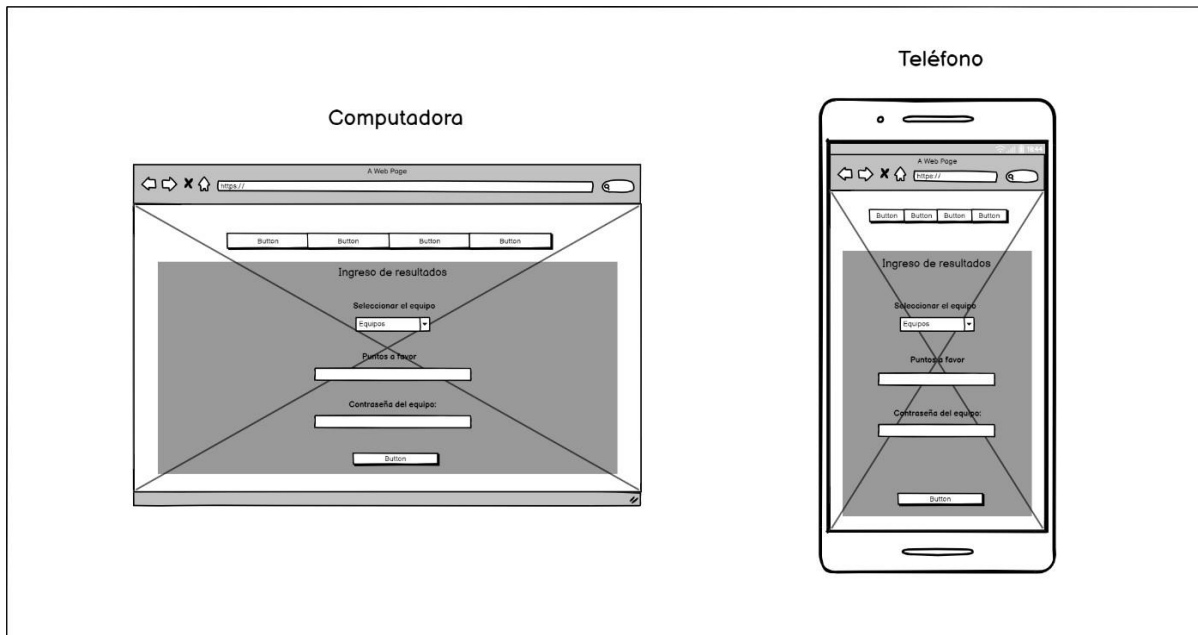 Computadora
A Web Page
https://
Button Button Button Button
Ingreso de resultados
Seleccionar el equipo
Equipos
Puntos a favor
Contraseña del equipo:
Button
Teléfono
A Web Page
https://
Button Button Button Button
Ingreso de resultados
Seleccionar el equipo
Equipos
Puntos a favor
Contraseña del equipo:
Button